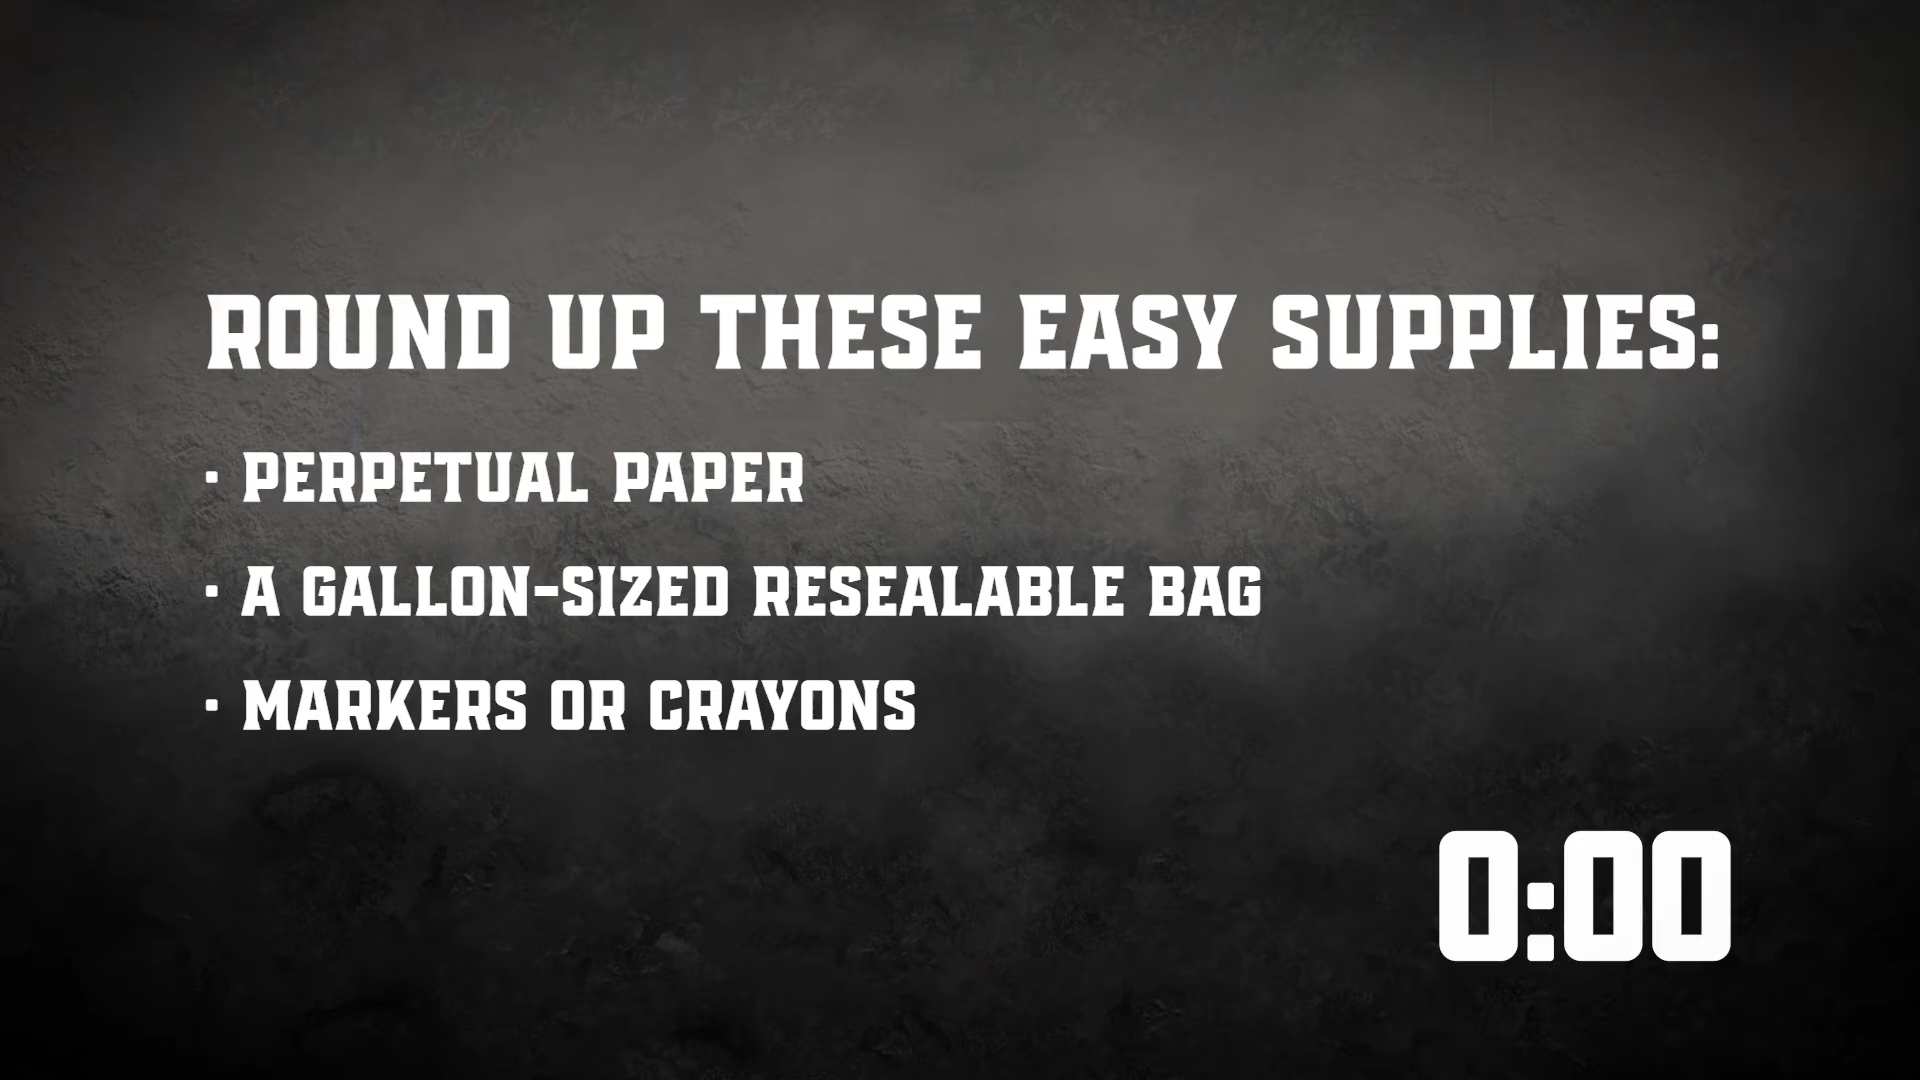 ROUND UP THESE EASY SUPPLIES:
· PERPETUAL PAPER
· A GALLON-SIZED RESEALABLE BAG
· MARKERS OR CRAYONS
0:00